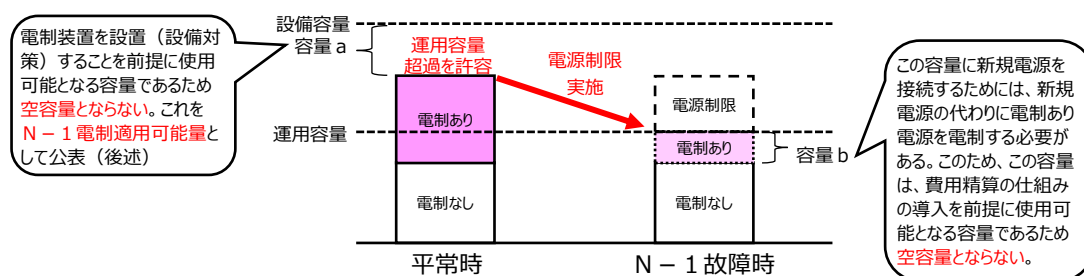 電制装置を設置（設備対
策）することを前提に使用
可能となる容量であるため
空容量とならない。これを
Ｎ－１電制適用可能量と
して公表（後述）
設備容量
容量ａ
運用容量
運用容量
超過を許容
電制あり
電制なし
平常時
電源制限
実施
電源制限
電制あり
電制なし
Ｎ－１故障時
容量ｂ
この容量に新規電源を
接続するためには、新規
電源の代わりに電制あり
電源を電制する必要が
ある。このため、この容量
は、費用精算の仕組み
の導入を前提に使用可
能となる容量であるため
空容量とならない。